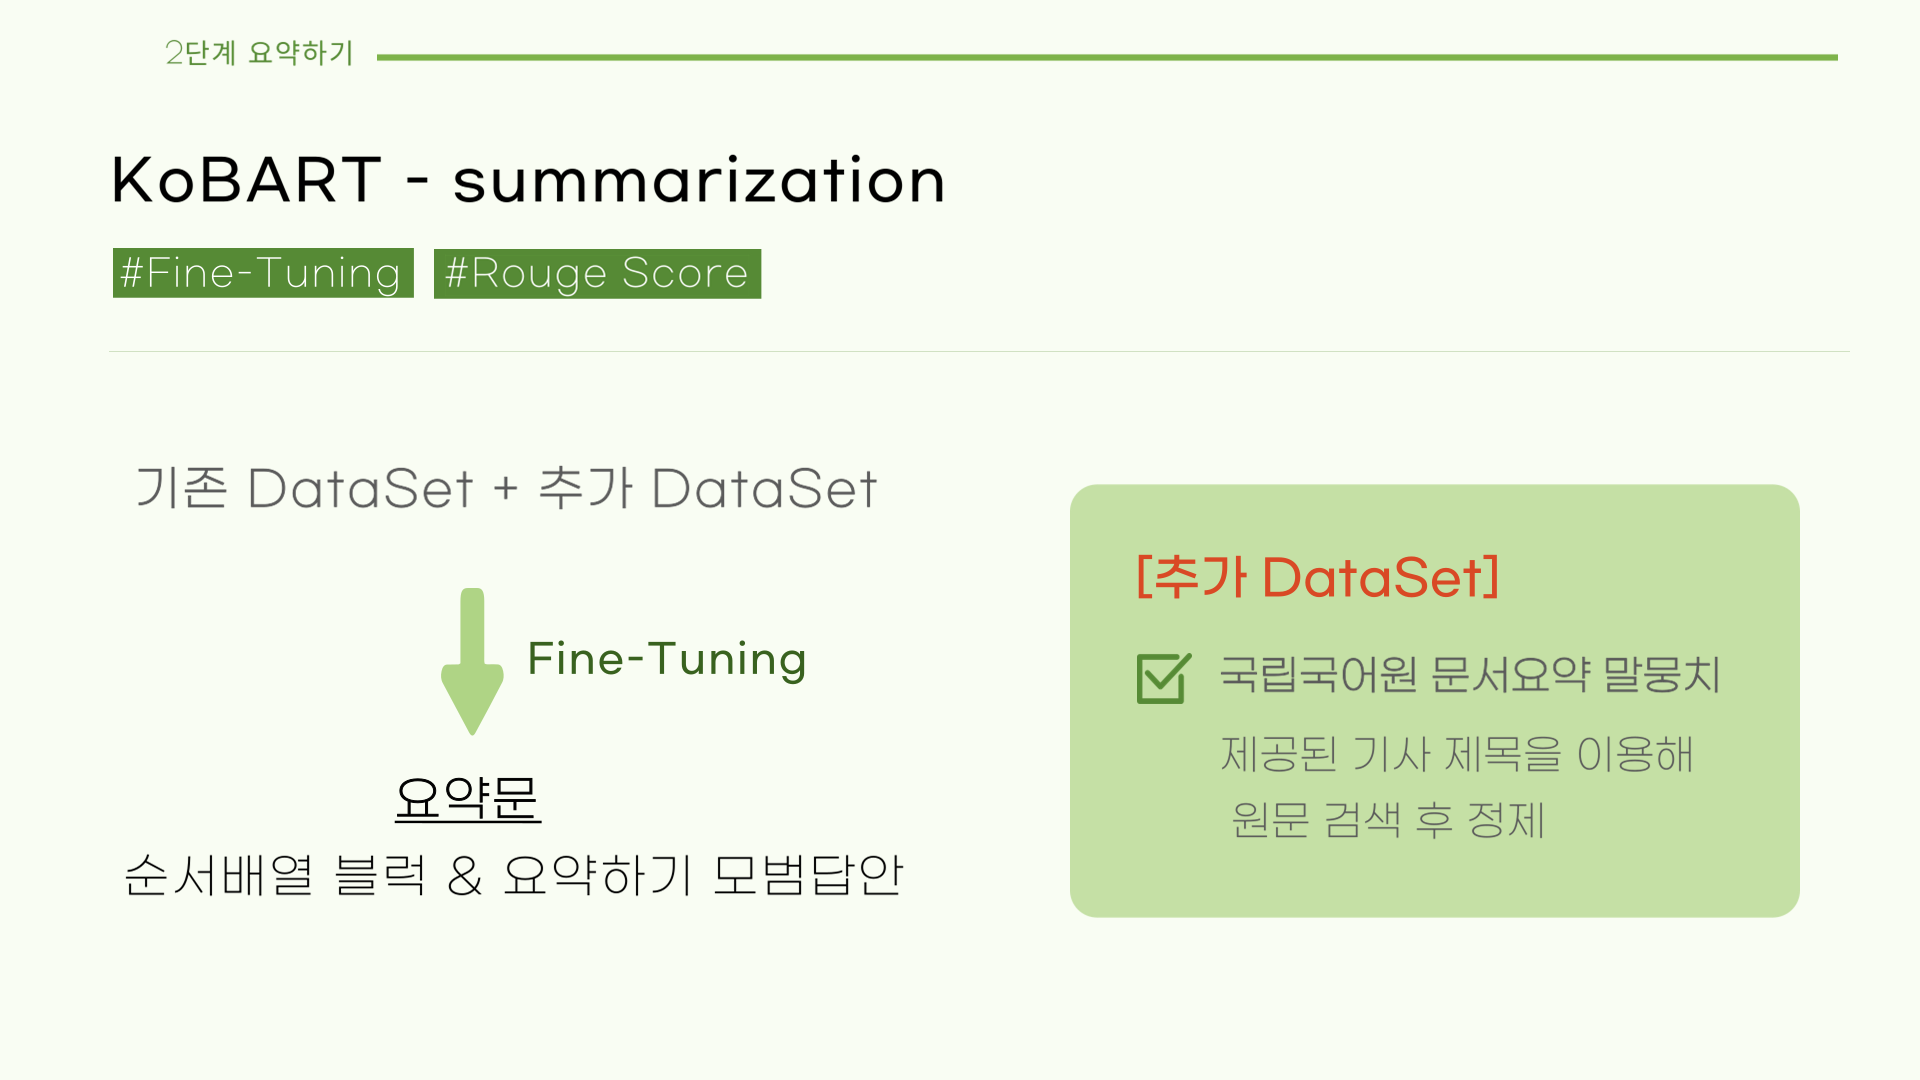 2단계 요약하기
KoBART - summarization
#Fine-Tuning #Rouge Score
기존 DataSet + 추가 DataSet
Fine-Tuning
요약문
순서배열 블럭 & 요약하기 모범답안
[추가 DataSet]
국립국어원 문서요약 말뭉치
제공된 기사 제목을 이용해
원문 검색 후 정제